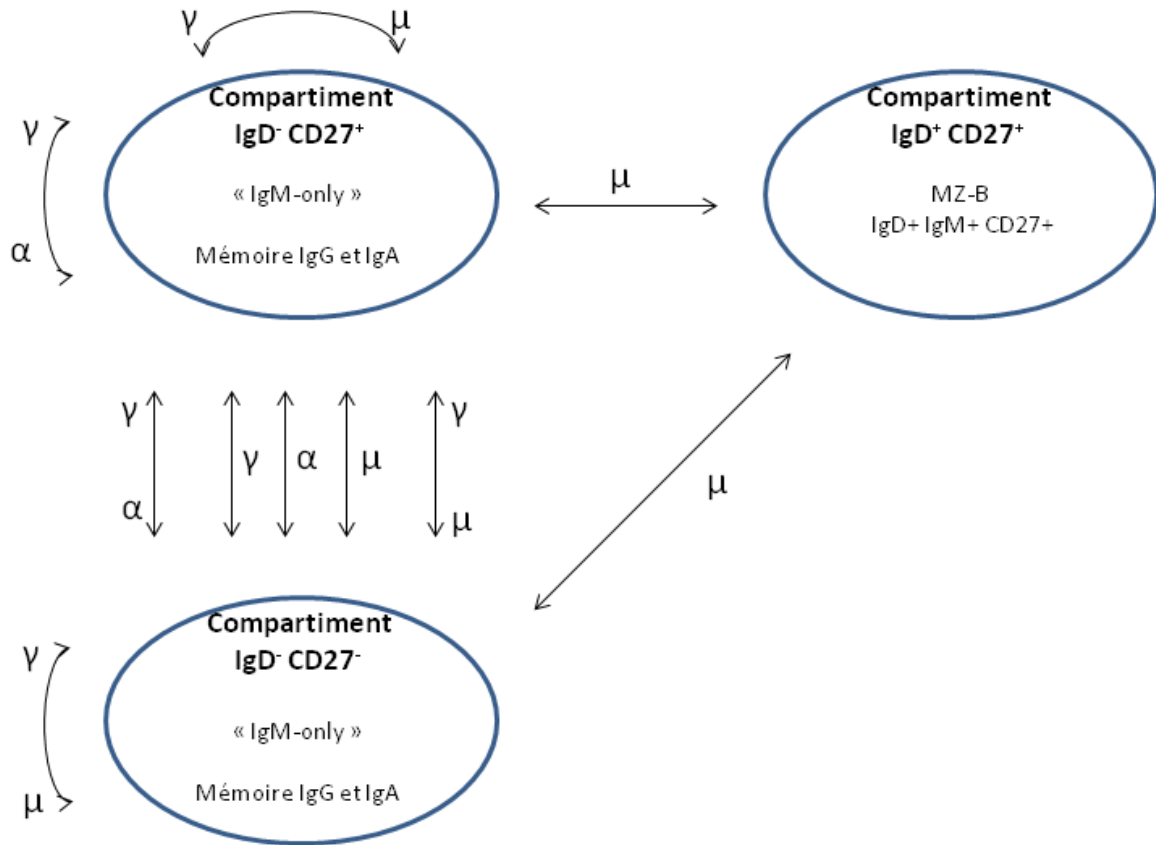 γ μ
Compartiment
IgD⁻ CD27⁺
« IgM-only »
Mémoire IgG et IgA
γ
α
μ
Compartiment
IgD⁺ CD27⁺
MZ-B
IgD+ IgM+ CD27+
γ γ
γ α μ
α μ
μ
Compartiment
IgD⁻ CD27⁻
« IgM-only »
Mémoire IgG et IgA
γ
μ